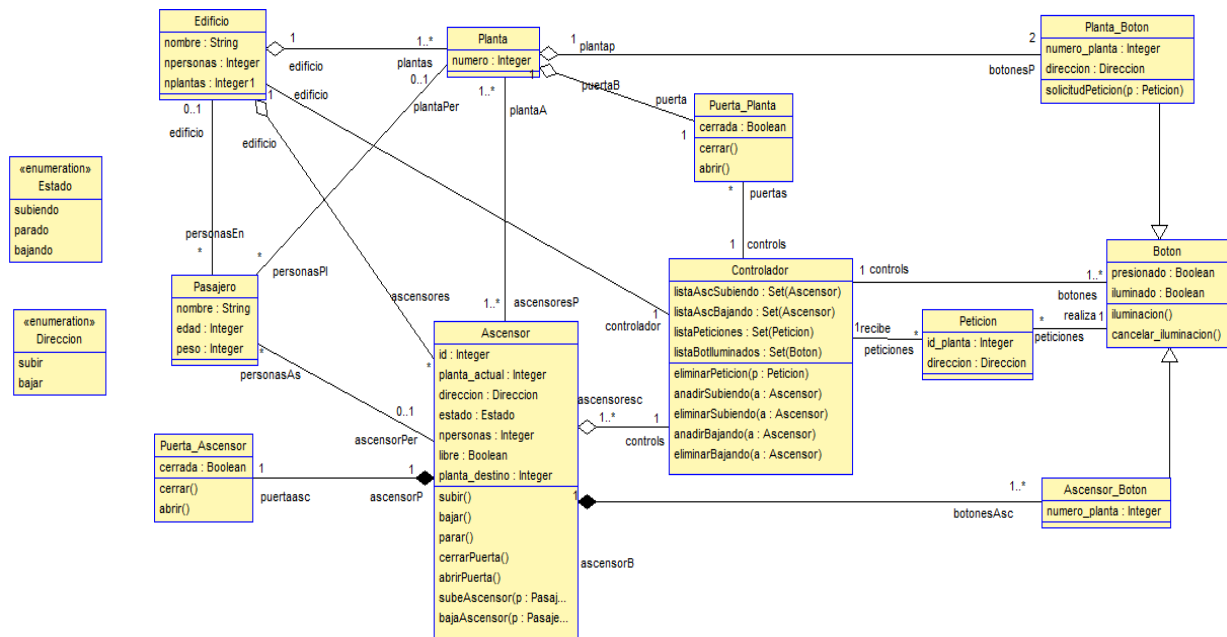 Edificio
nombre : String
npersonas : Integer
nplantas : Integer1
1
edificio
1..*
plantas
Planta
numero : Integer
1
plantap
2
botonesP
Planta_Boton
numero_planta : Integer
direccion : Direccion
solicitudPeticion(p : Peticion)
0..1
edificio
1
edificio
edificio
0..1
plantaPer
1..*
plantaA
1
puertaB
puerta
1
Puerta_Planta
cerrada : Boolean
cerrar()
abrir()
*
puertas
«enumeration»
Estado
subiendo
parado
bajando
personasEn
*
*
personasPl
1
controls
Pasajero
nombre : String
edad : Integer
peso : Integer
ascensores
*
1..*
ascensoresP
1
controlador
Controlador
listaAscSubiendo : Set(Ascensor)
listaAscBajando : Set(Ascensor)
listaPeticiones : Set(Peticion)
listaBotIluminados : Set(Boton)
eliminarPeticion(p : Peticion)
anadirSubiendo(a : Ascensor)
eliminarSubiendo(a : Ascensor)
anadirBajando(a : Ascensor)
eliminarBajando(a : Ascensor)
1
controls
1..*
botones
Boton
presionado : Boolean
iluminado : Boolean
iluminacion()
cancelar_iluminacion()
1
recibe
*
peticiones
Peticion
id_planta : Integer
direccion : Direccion
*
realiza
1
peticiones
«enumeration»
Direccion
subir
bajar
*
personasAs
0..1
ascensorPer
Ascensor
id : Integer
planta_actual : Integer
direccion : Direccion
estado : Estado
npersonas : Integer
libre : Boolean
planta_destino : Integer
subir()
bajar()
parar()
cerrarPuerta()
abrirPuerta()
subeAscensor(p : Pasaj...
bajaAscensor(p : Pasaje...
ascensoresc
1..*
1
controls
Puerta_Ascensor
cerrada : Boolean
cerrar()
abrir()
1
puertaasc
1
ascensorP
1
ascensorB
1..*
botonesAsc
Ascensor_Boton
numero_planta : Integer